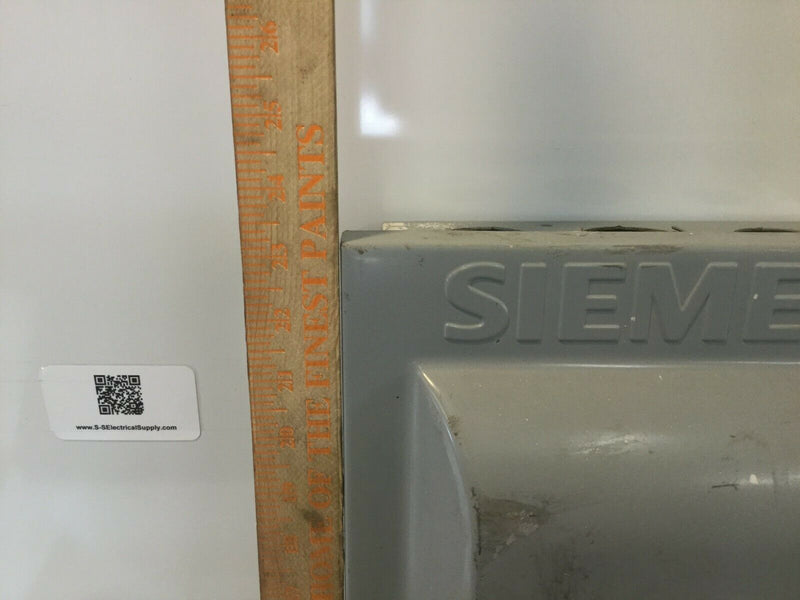 26
25
24
23
22
21
20
OF THE FINEST PAINTS
SIEME
www.S-SElectricalSupply.com